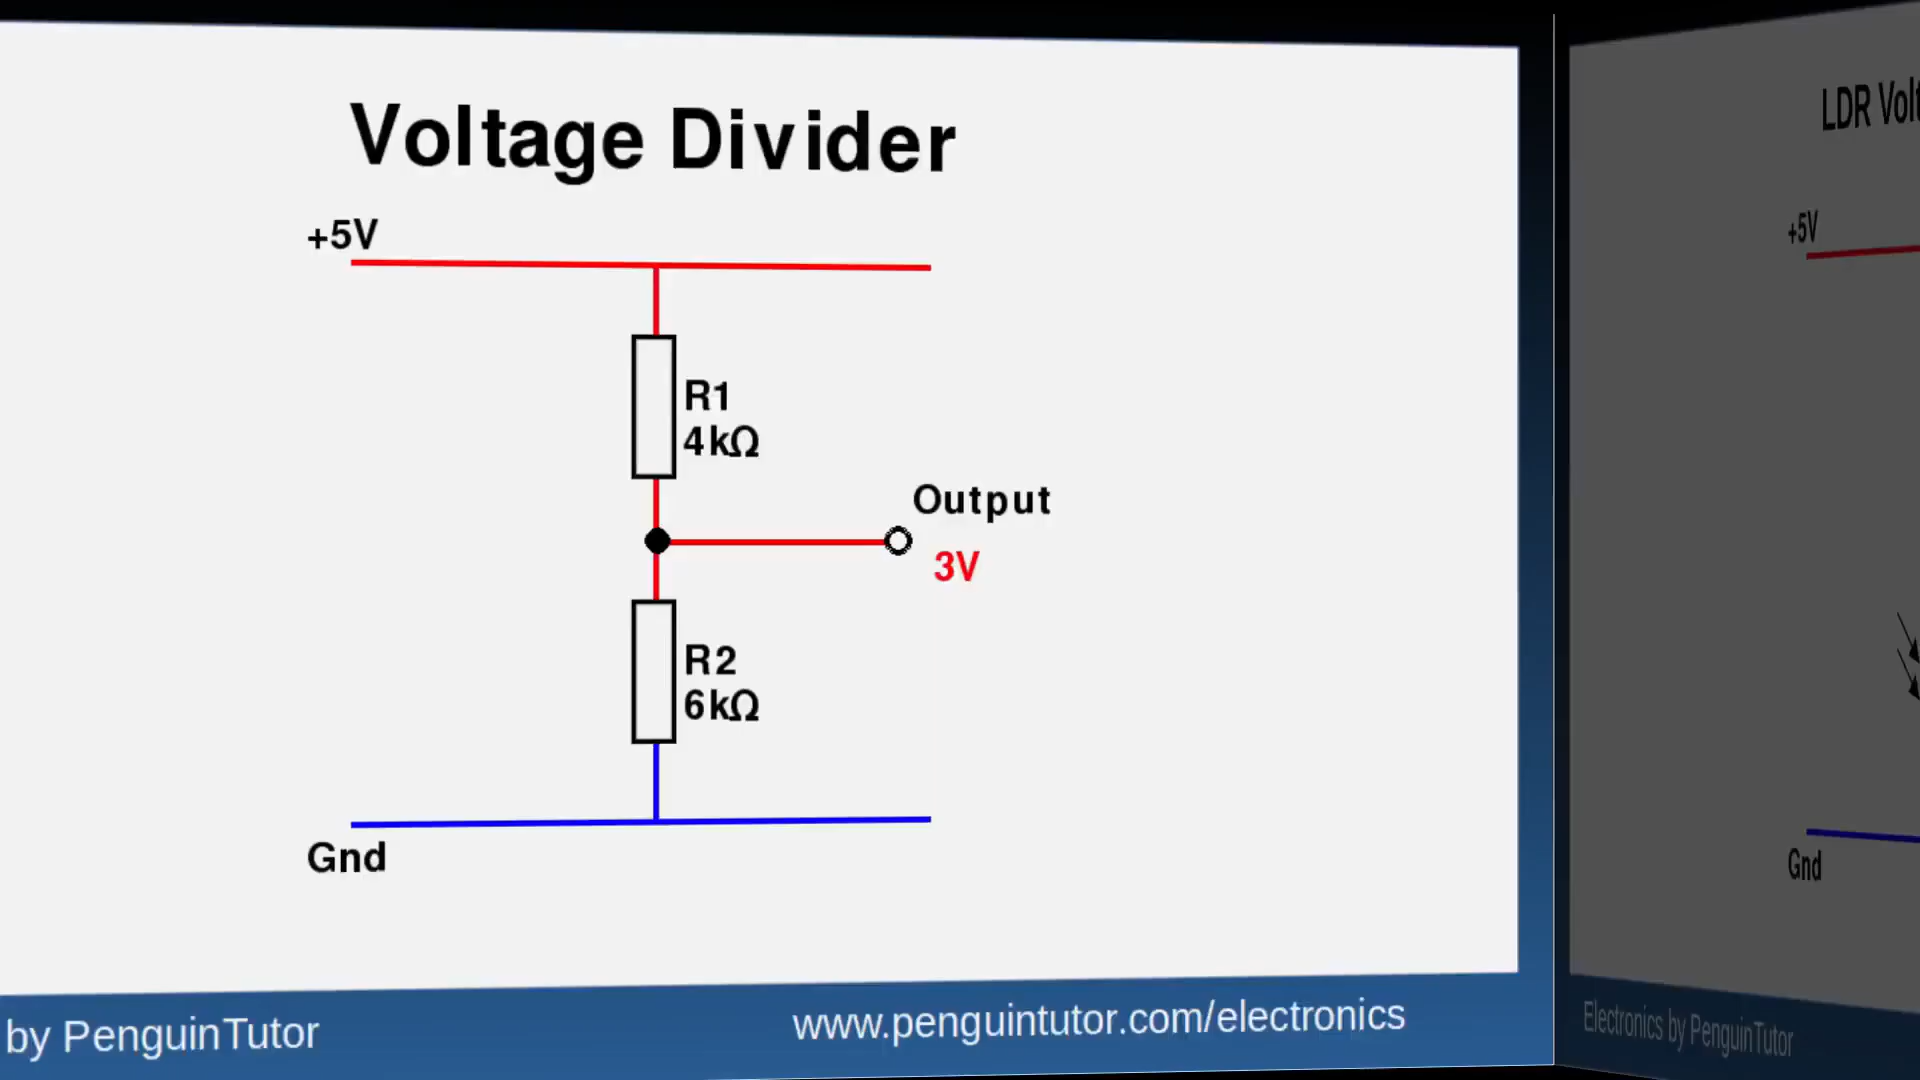 Voltage Divider
+5V
R1
4kΩ
Output
3V
R2
6kΩ
Gnd
by PenguinTutor
www.penguintutor.com/electronics
LDR
+5V
Gnd
Electronics by PenguinTutor